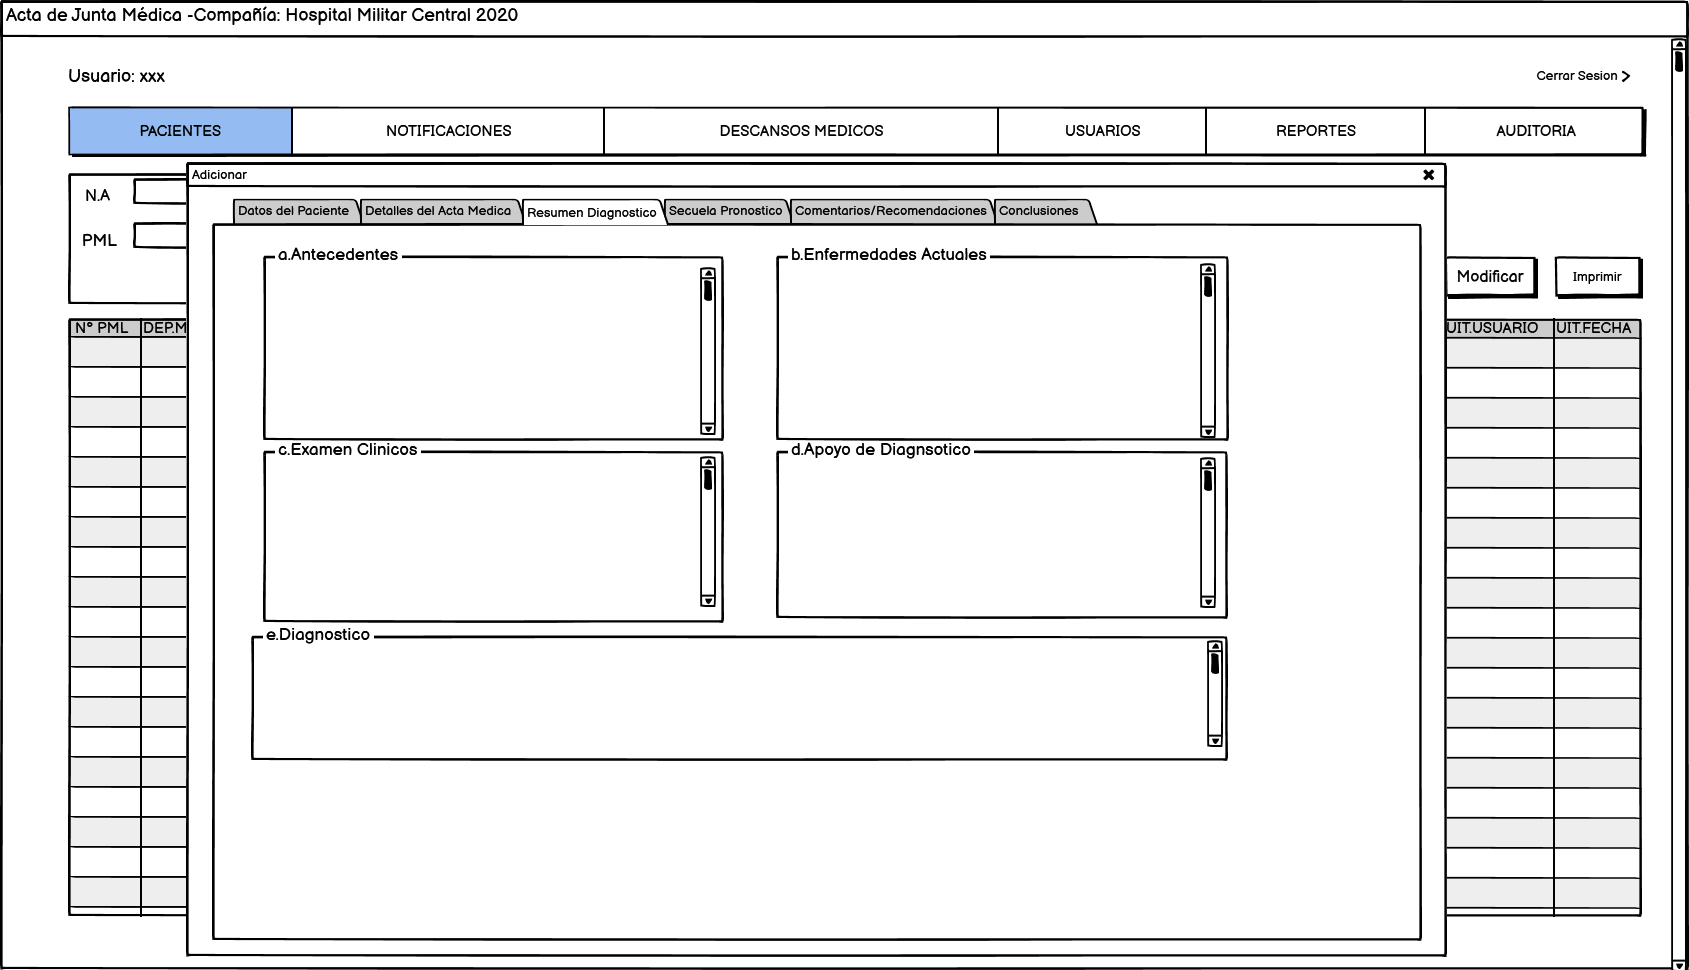 Acta de Junta Médica -Compañía: Hospital Militar Central 2020
Usuario: xxx
Cerrar Sesion
PACIENTES
NOTIFICACIONES
DESCANSOS MEDICOS
USUARIOS
REPORTES
AUDITORIA
Adicionar
N.A
PML
Datos del Paciente
Detalles del Acta Medica
Resumen Diagnostico
Secuela Pronostico
Comentarios/Recomendaciones
Conclusiones
a.Antecedentes
b.Enfermedades Actuales
Modificar
Imprimir
N° PML
DEP.M
UIT.USUARIO
UIT.FECHA
c.Examen Clinicos
d.Apoyo de Diagnsotico
e.Diagnostico